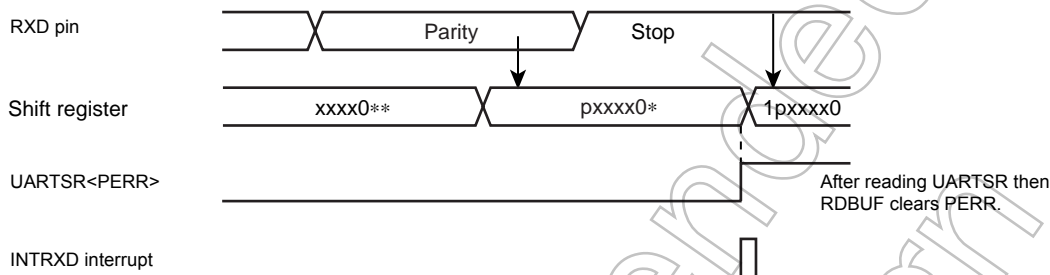 RXD pin
Parity
Stop
Shift register
xxxx0**
pxxxx0*
1pxxxx0
UARTSR<PERR>
After reading UARTSR then
RDBUF clears PERR.
INTRXD interrupt